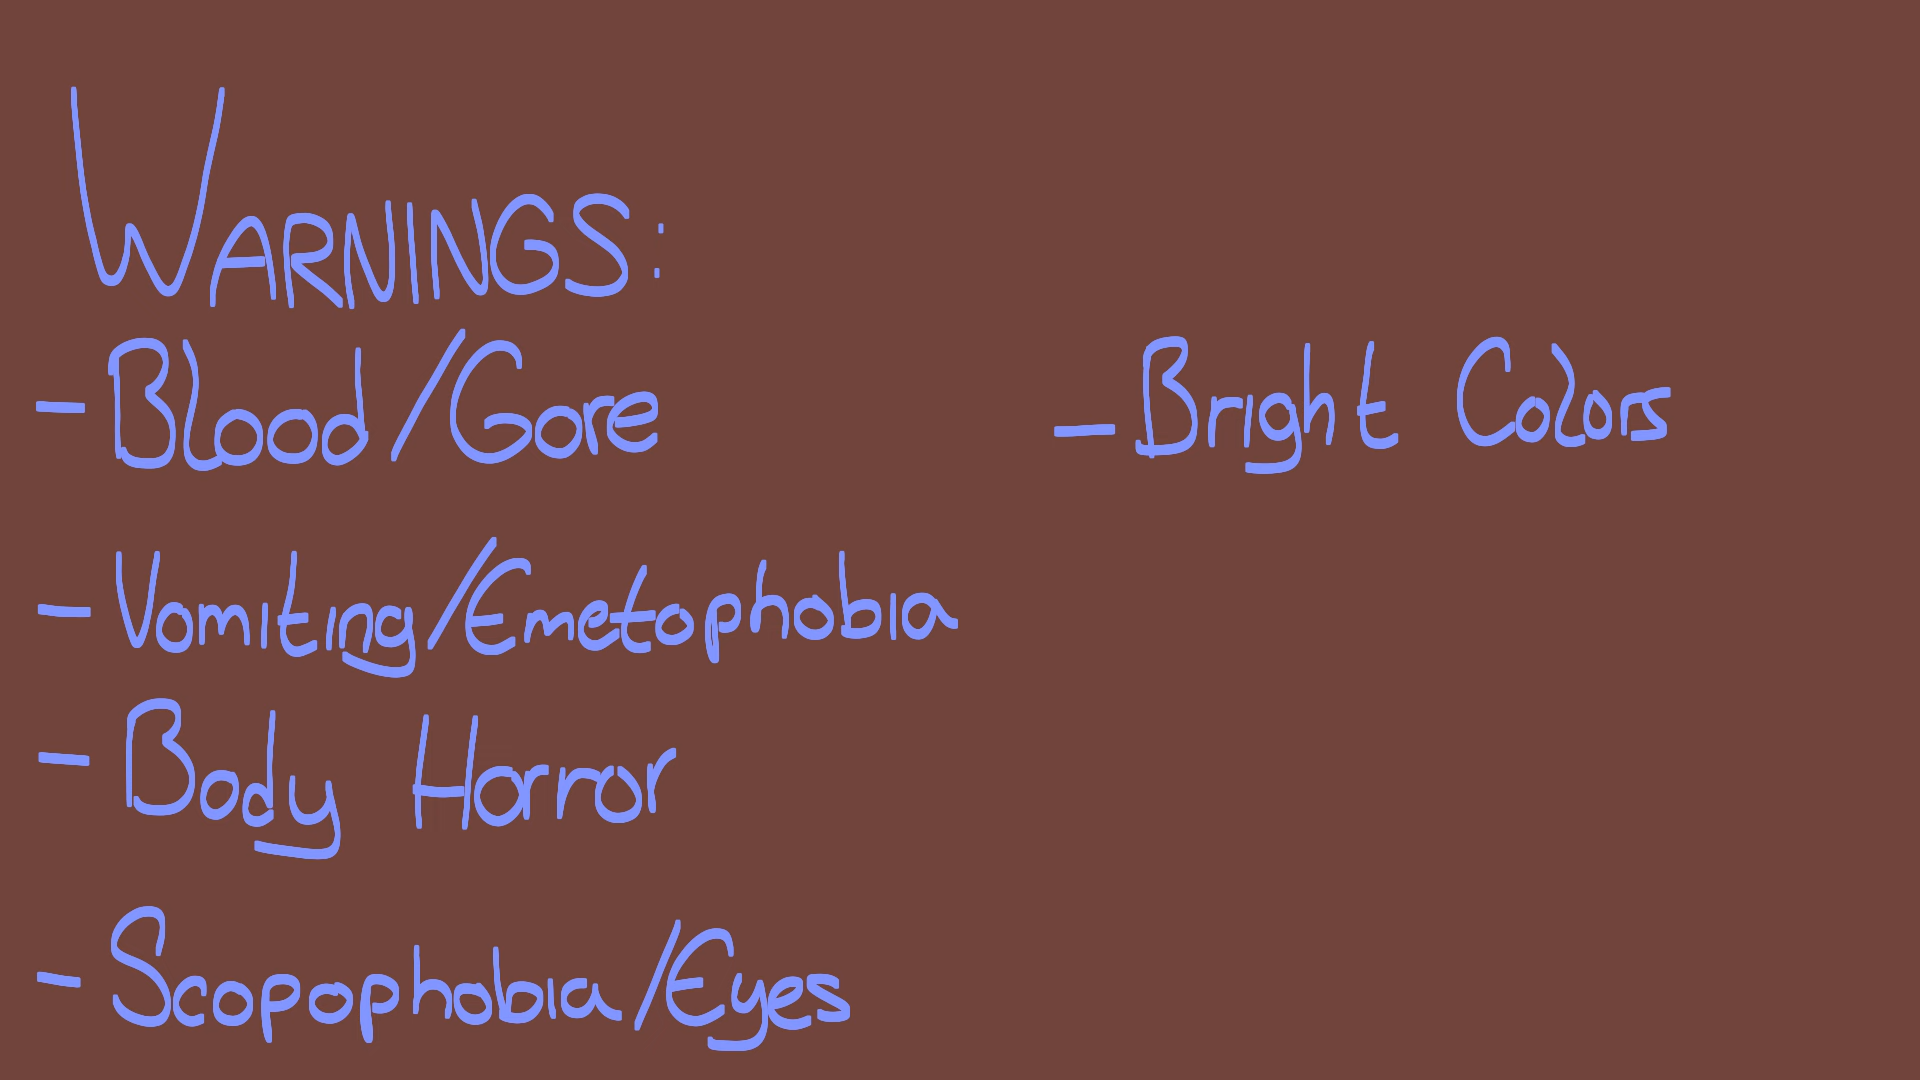 WARNINGS:
- Blood/Gore
- Vomiting/Emetophobia
- Body Horror
- Scopophobia/Eyes
- Bright Colors